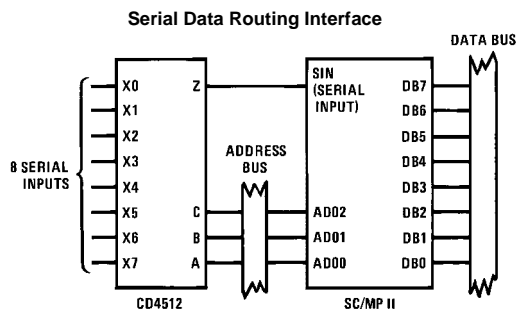 Serial Data Routing Interface
DATA BUS
8 SERIAL
INPUTS
X0
X1
X2
X3
X4
X5
X6
X7
Z
C
B
A
CD4512
ADDRESS
BUS
SIN
(SERIAL
INPUT)
AD02
AD01
AD00
DB7
DB6
DB5
DB4
DB3
DB2
DB1
DB0
SC/MP II